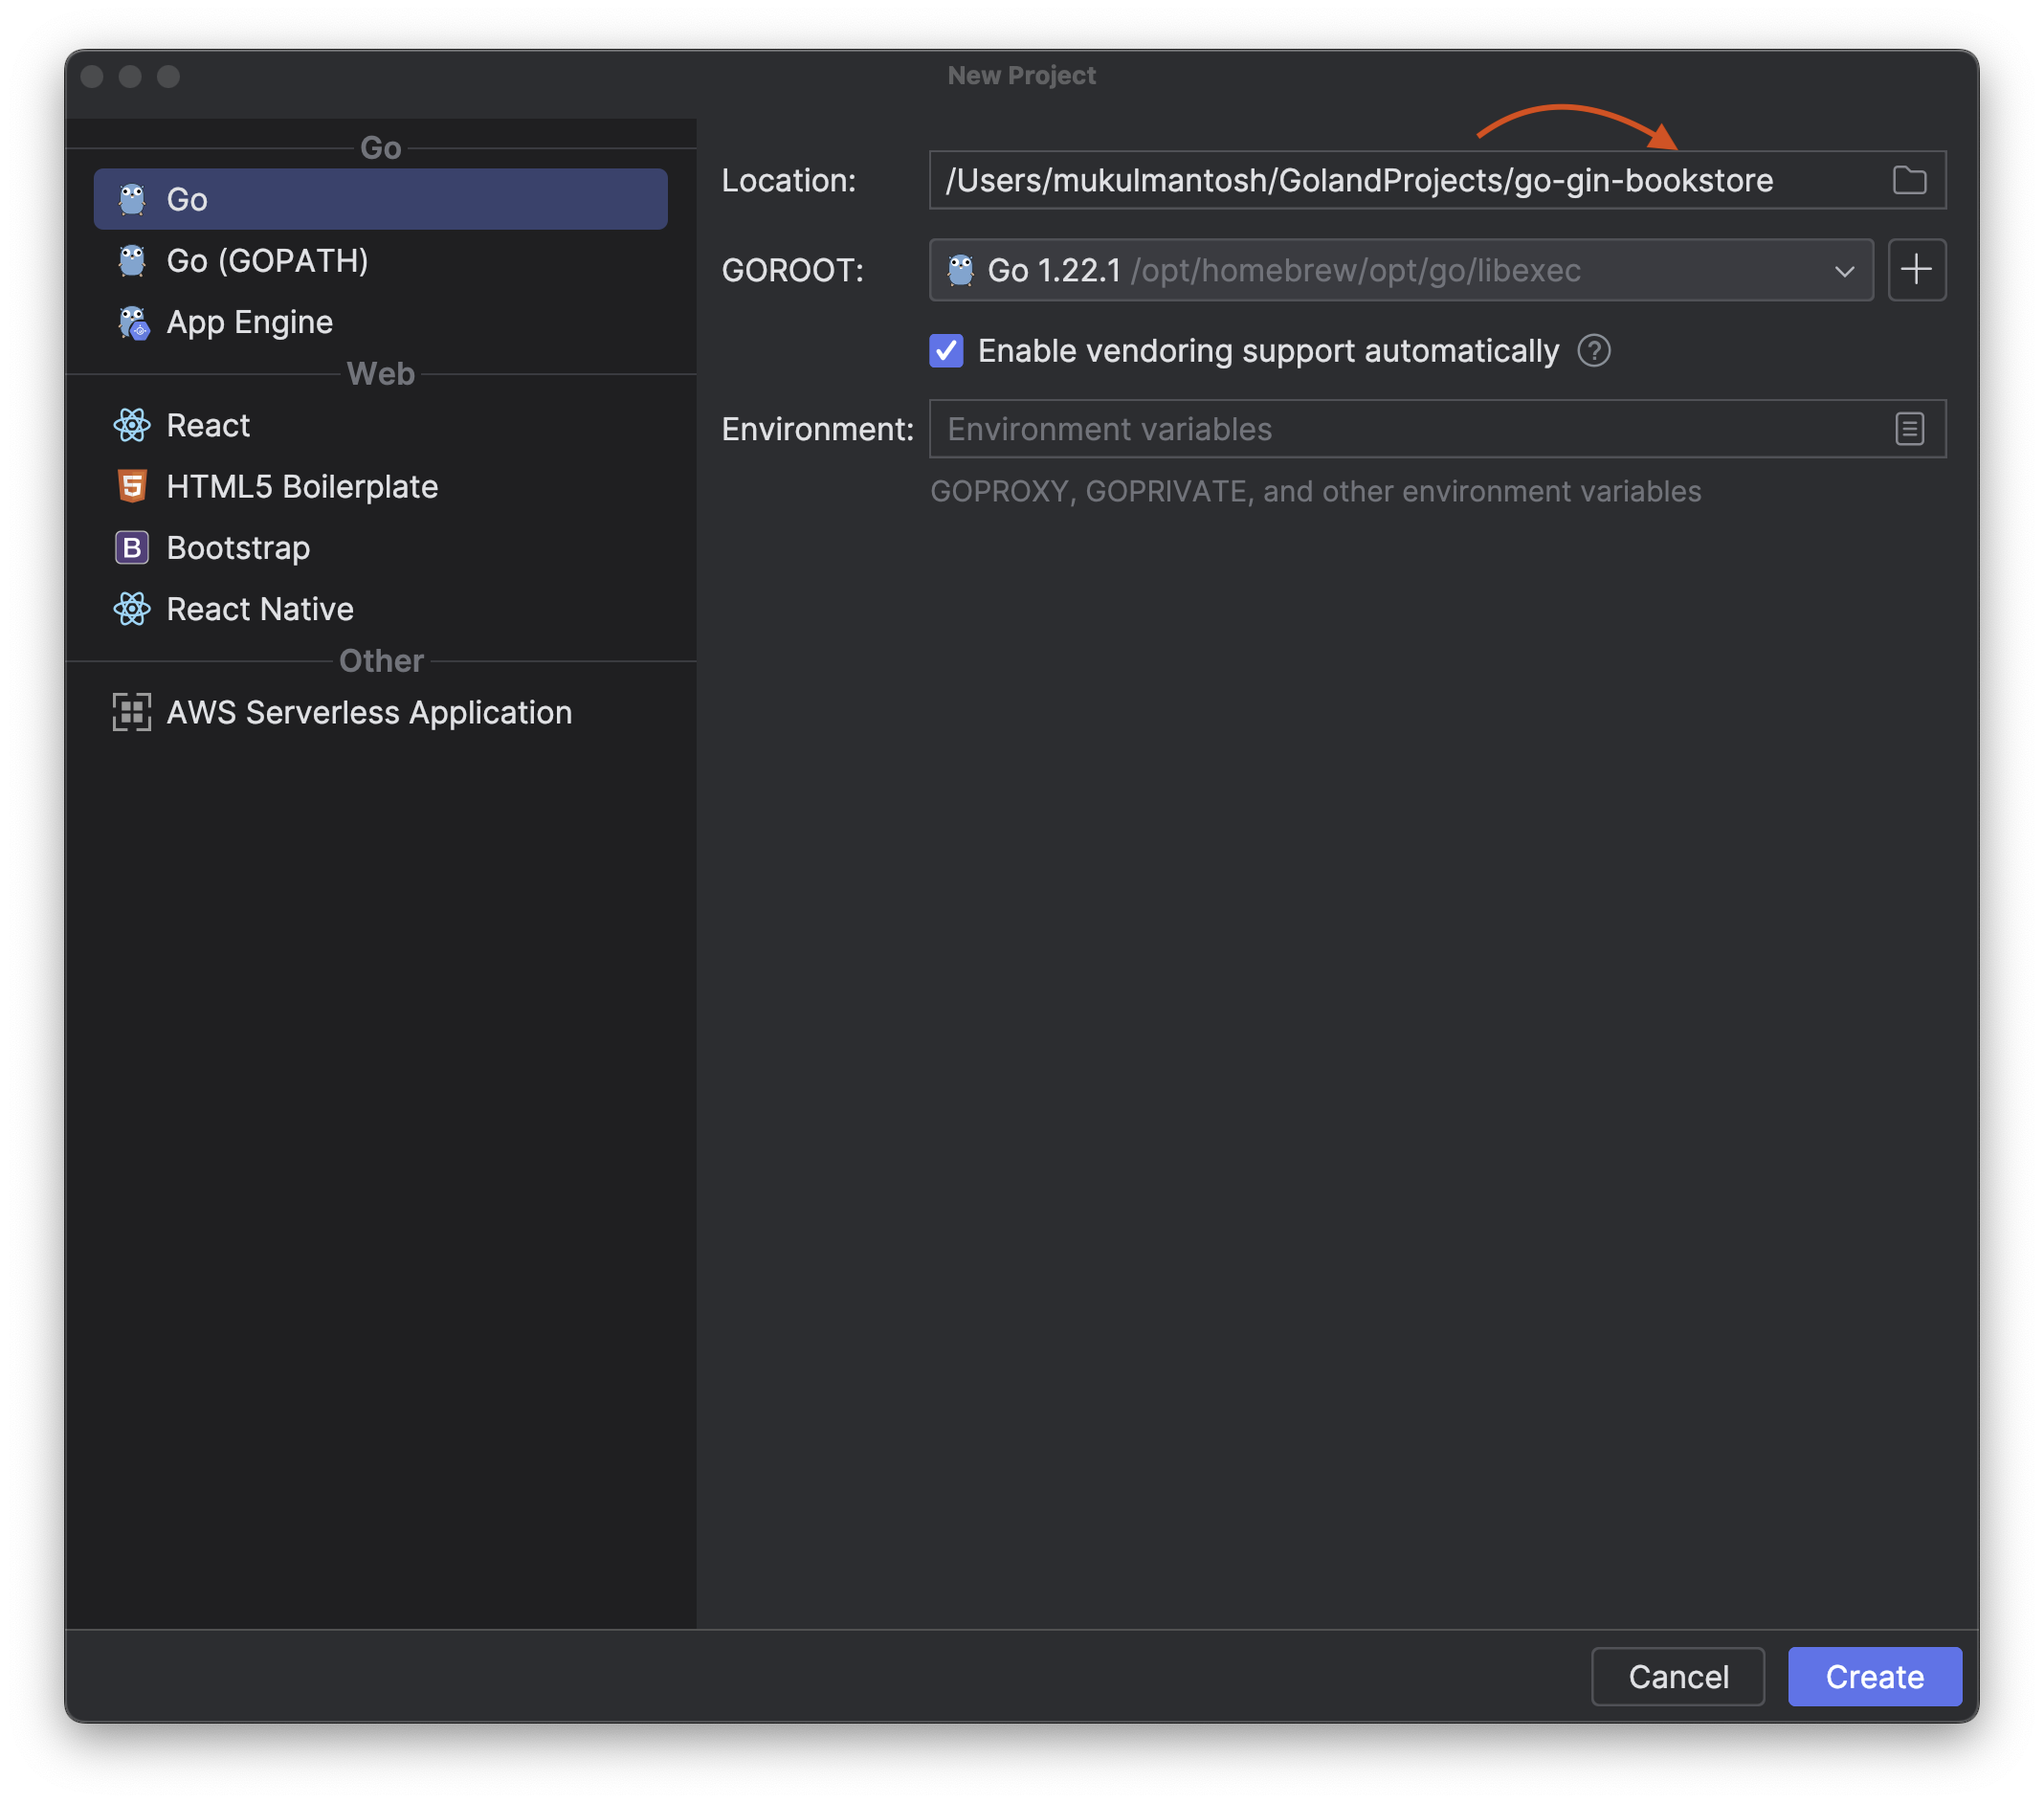 New Project
Go
Go
Go (GOPATH)
App Engine
Web
React
HTML5 Boilerplate
Bootstrap
React Native
Other
AWS Serverless Application
Location: /Users/mukulmantosh/GolandProjects/go-gin-bookstore
GOROOT: Go 1.22.1 /opt/homebrew/opt/go/libexec
Enable vendoring support automatically
Environment: Environment variables
GOPROXY, GOPRIVATE, and other environment variables
Cancel Create